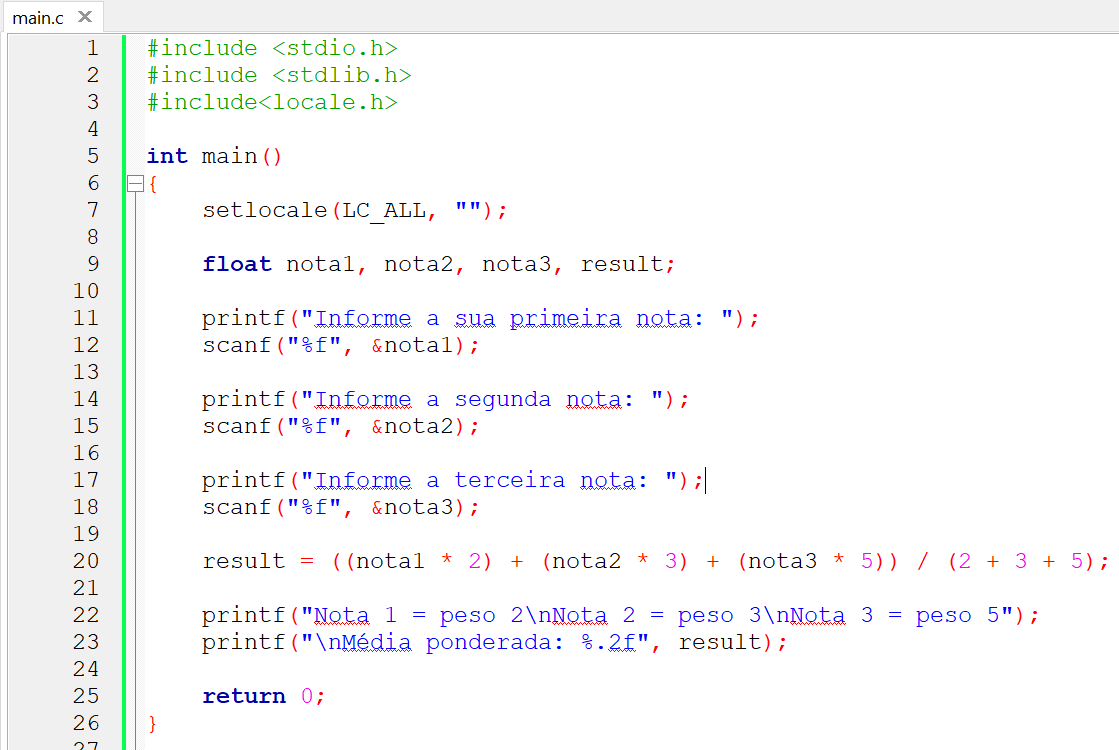 main.c ✕
1 #include <stdio.h>
2 #include <stdlib.h>
3 #include<locale.h>
4
5 int main()
6 {
7 setlocale(LC_ALL, "");
8
9 float nota1, nota2, nota3, result;
10
11 printf("Informe a sua primeira nota: ");
12 scanf("%f", &nota1);
13
14 printf("Informe a segunda nota: ");
15 scanf("%f", &nota2);
16
17 printf("Informe a terceira nota: ");
18 scanf("%f", &nota3);
19
20 result = ((nota1 * 2) + (nota2 * 3) + (nota3 * 5)) / (2 + 3 + 5);
21
22 printf("Nota 1 = peso 2\nNota 2 = peso 3\nNota 3 = peso 5");
23 printf("\nMédia ponderada: %.2f", result);
24
25 return 0;
26 }
27